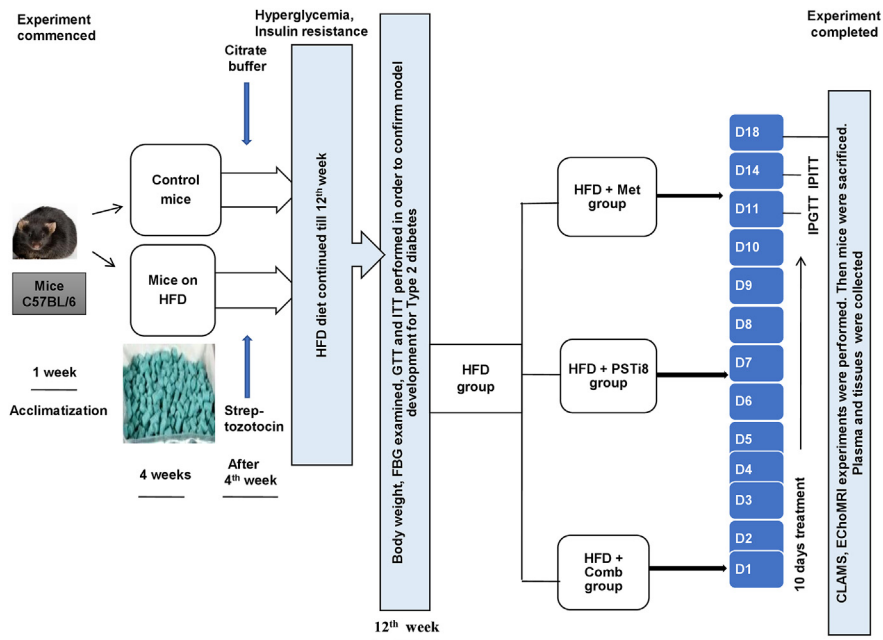 Experiment
commenced
Mice
C57BL/6
1 week
Acclimatization
Control
mice
Mice on
HFD
4 weeks
Citrate
buffer
Strep-
tozotocin
After
4th week
Hyperglycemia,
Insulin resistance
HFD diet continued till 12th week
Body weight, FBG examined, GTT and ITT performed in order to confirm model
development for Type 2 diabetes
12th week
HFD
group
HFD + Met
group
HFD + PSTi8
group
HFD +
Comb
group
D18
D14
D11
D10
D9
D8
D7
D6
D5
D4
D3
D2
D1
IPGTT IPITT
10 days treatment
Experiment
completed
CLAMS, EChoMRI experiments were performed. Then mice were sacrificed.
Plasma and tissues were collected